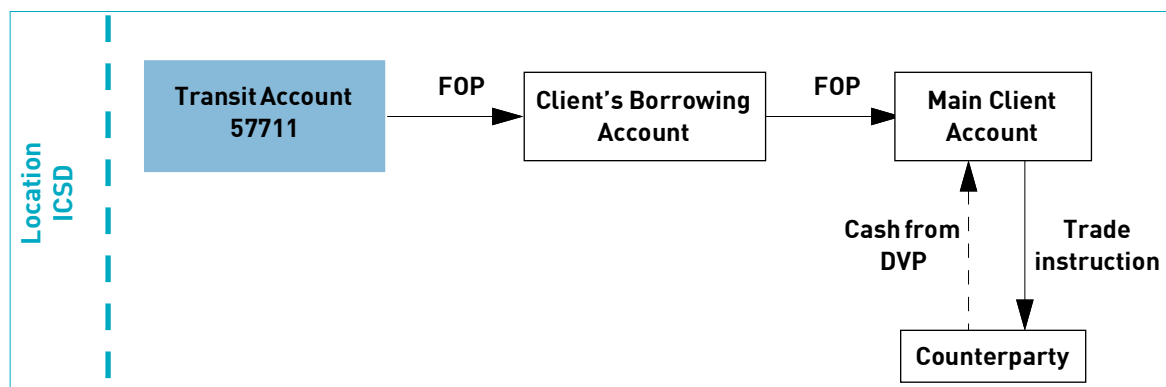 Location
ICSD
Transit Account
57711
FOP
Client's Borrowing
Account
FOP
Main Client
Account
Cash from
DVP
Trade
instruction
Counterparty